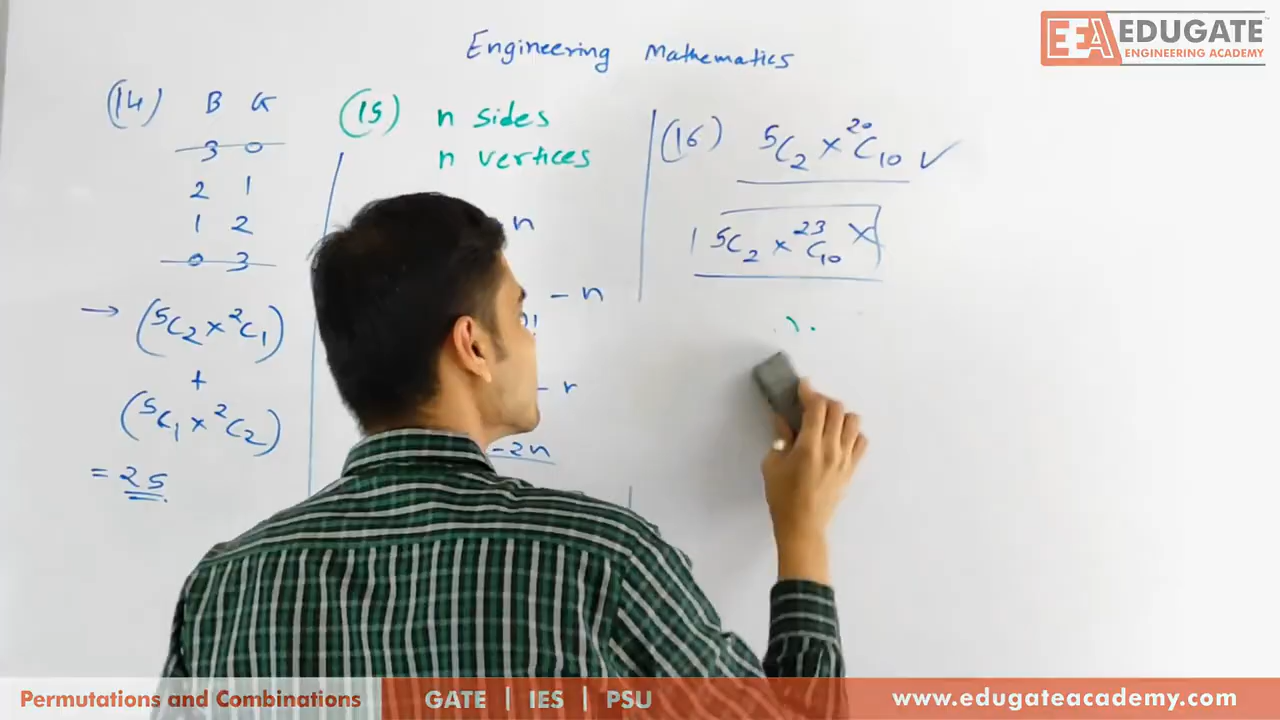 EEA EDUGATE
ENGINEERING ACADEMY
Engineering Mathematics
(14) B G
3 0
2 1
1 2
0 3
→ (⁵C₂ × ²C₁)
+
(⁵C₁ × ²C₂)
= 25
(15) n sides
n vertices
- n
- n
- n
-2n
(16) ⁵C₂ × ²⁰C₁₀ ✓
⁵C₂ × ²³C₁₀ ×
Permutations and Combinations
GATE | IES | PSU
www.edugateacademy.com